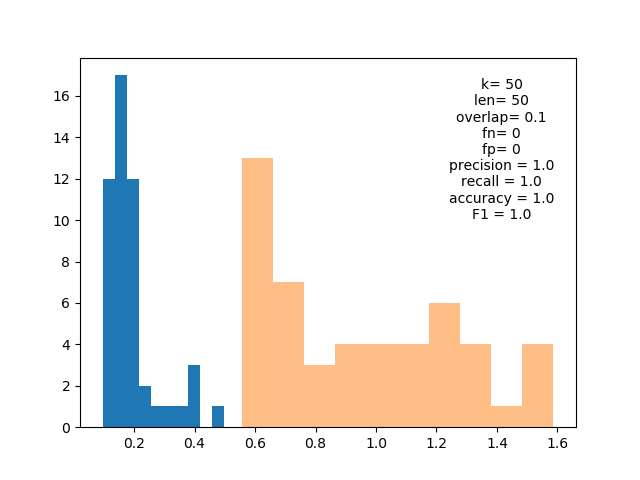 k= 50
len= 50
overlap= 0.1
fn= 0
fp= 0
precision = 1.0
recall = 1.0
accuracy = 1.0
F1 = 1.0
16
14
12
10
8
6
4
2
0
0.2 0.4 0.6 0.8 1.0 1.2 1.4 1.6